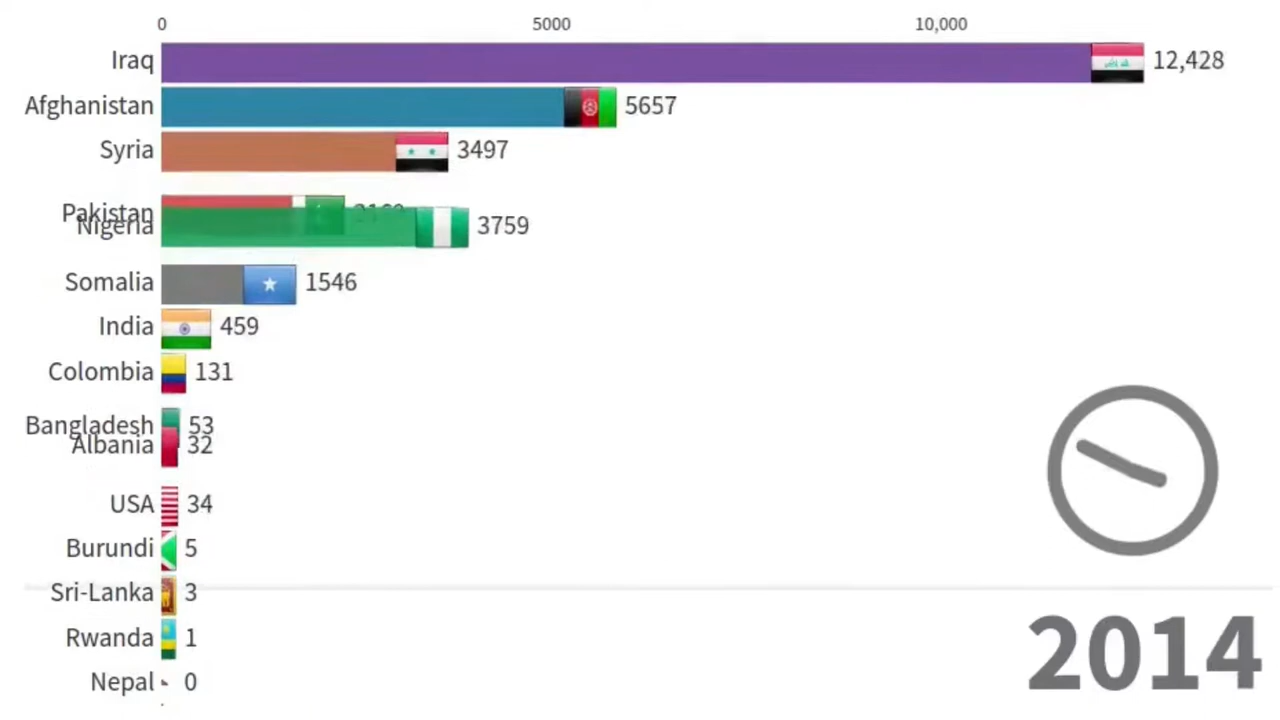 0 5000 10,000
Iraq 12,428
Afghanistan 5657
Syria 3497
Pakistan
Nigeria 3759
Somalia 1546
India 459
Colombia 131
Bangladesh 53
Albania 32
USA 34
Burundi 5
Sri-Lanka 3
Rwanda 1
Nepal 0
2014